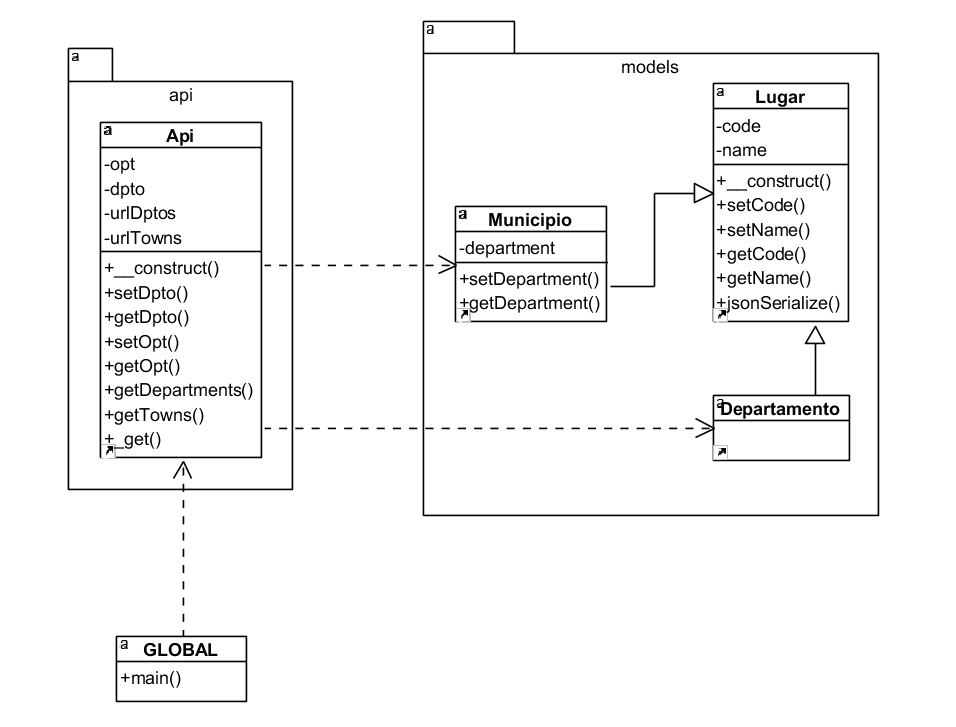 a
api
a
Api
-opt
-dpto
-urlDptos
-urlTowns
+__construct()
+setDpto()
+getDpto()
+setOpt()
+getOpt()
+getDepartments()
+getTowns()
+_get()
a
models
a
Municipio
-department
+setDepartment()
+getDepartment()
a
Lugar
-code
-name
+__construct()
+setCode()
+setName()
+getCode()
+getName()
+jsonSerialize()
a
Departamento
a
GLOBAL
+main()